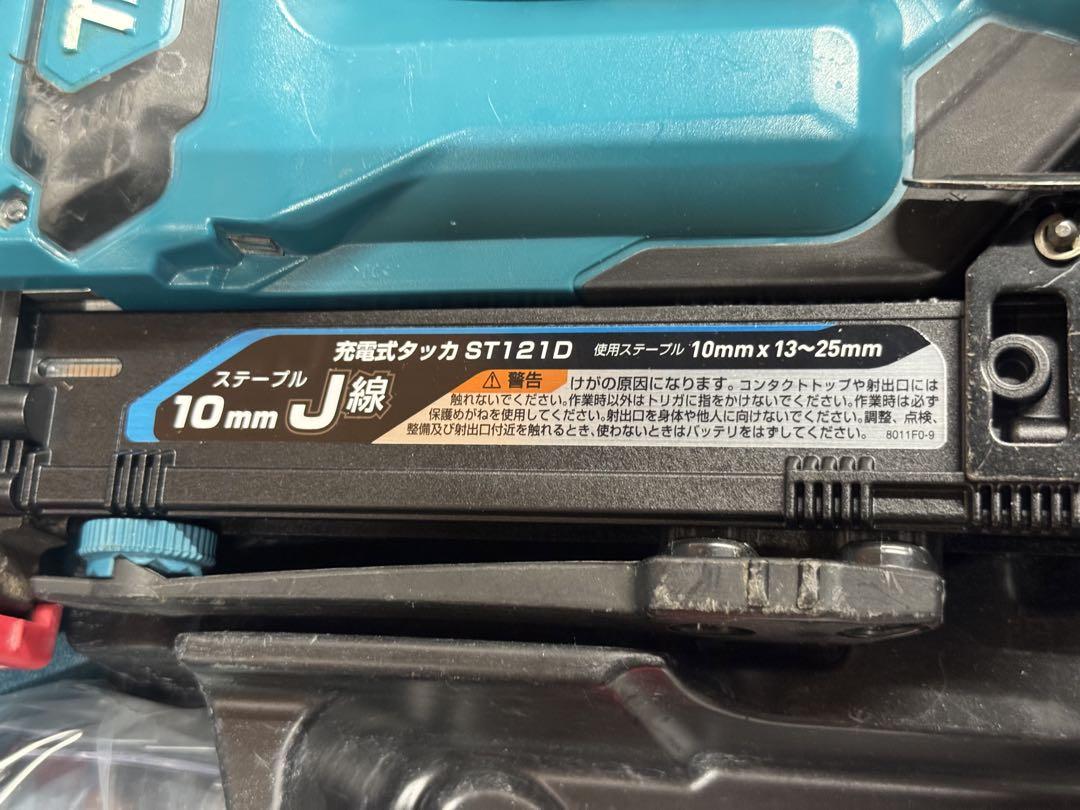 充電式タッカ ST121D 使用ステープル 10mm x 13〜25mm
ステープル
10mm J線
⚠ 警告 けがの原因になります。コンタクトトップや射出口には
触れないでください。作業時以外はトリガに指をかけないでください。作業時は必ず
保護めがねを使用してください。射出口を身体や他人に向けないでください。調整、点検、
整備及び射出口付近を触れるとき、使わないときはバッテリをはずしてください。 8011F0-9